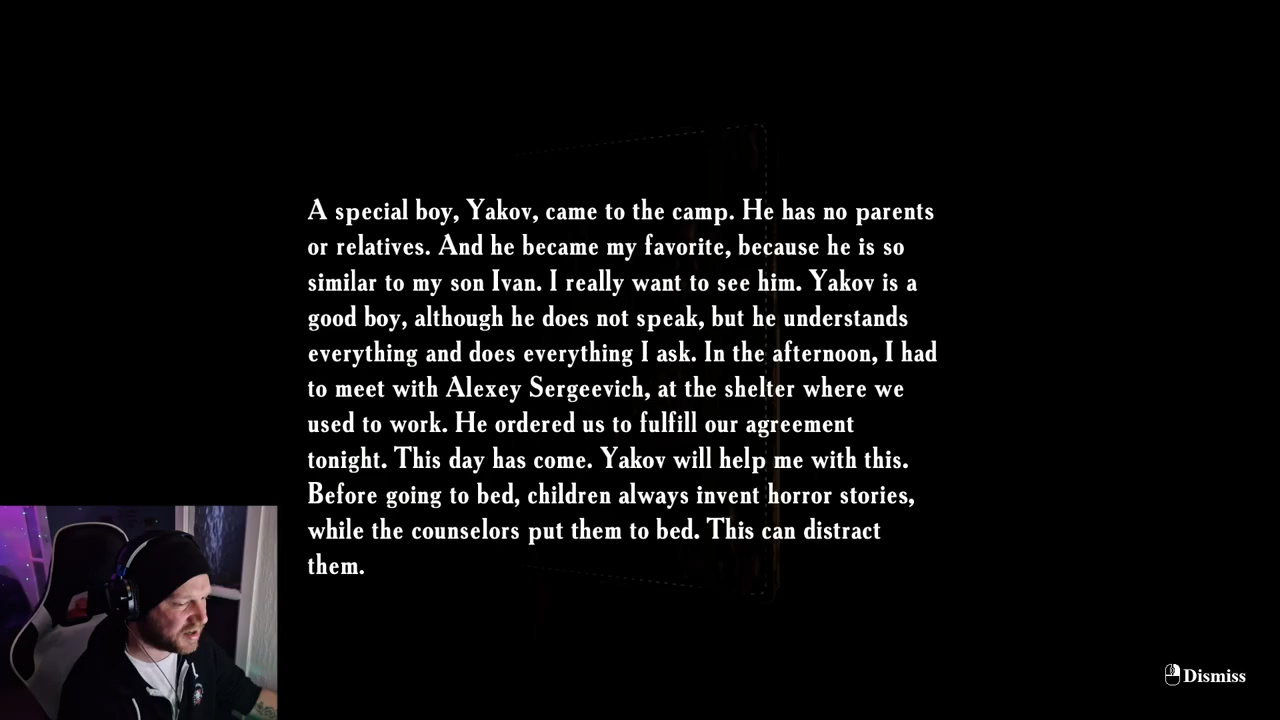 A special boy, Yakov, came to the camp. He has no parents
or relatives. And he became my favorite, because he is so
similar to my son Ivan. I really want to see him. Yakov is a
good boy, although he does not speak, but he understands
everything and does everything I ask. In the afternoon, I had
to meet with Alexey Sergeevich, at the shelter where we
used to work. He ordered us to fulfill our agreement
tonight. This day has come. Yakov will help me with this.
Before going to bed, children always invent horror stories,
while the counselors put them to bed. This can distract
them.
Dismiss